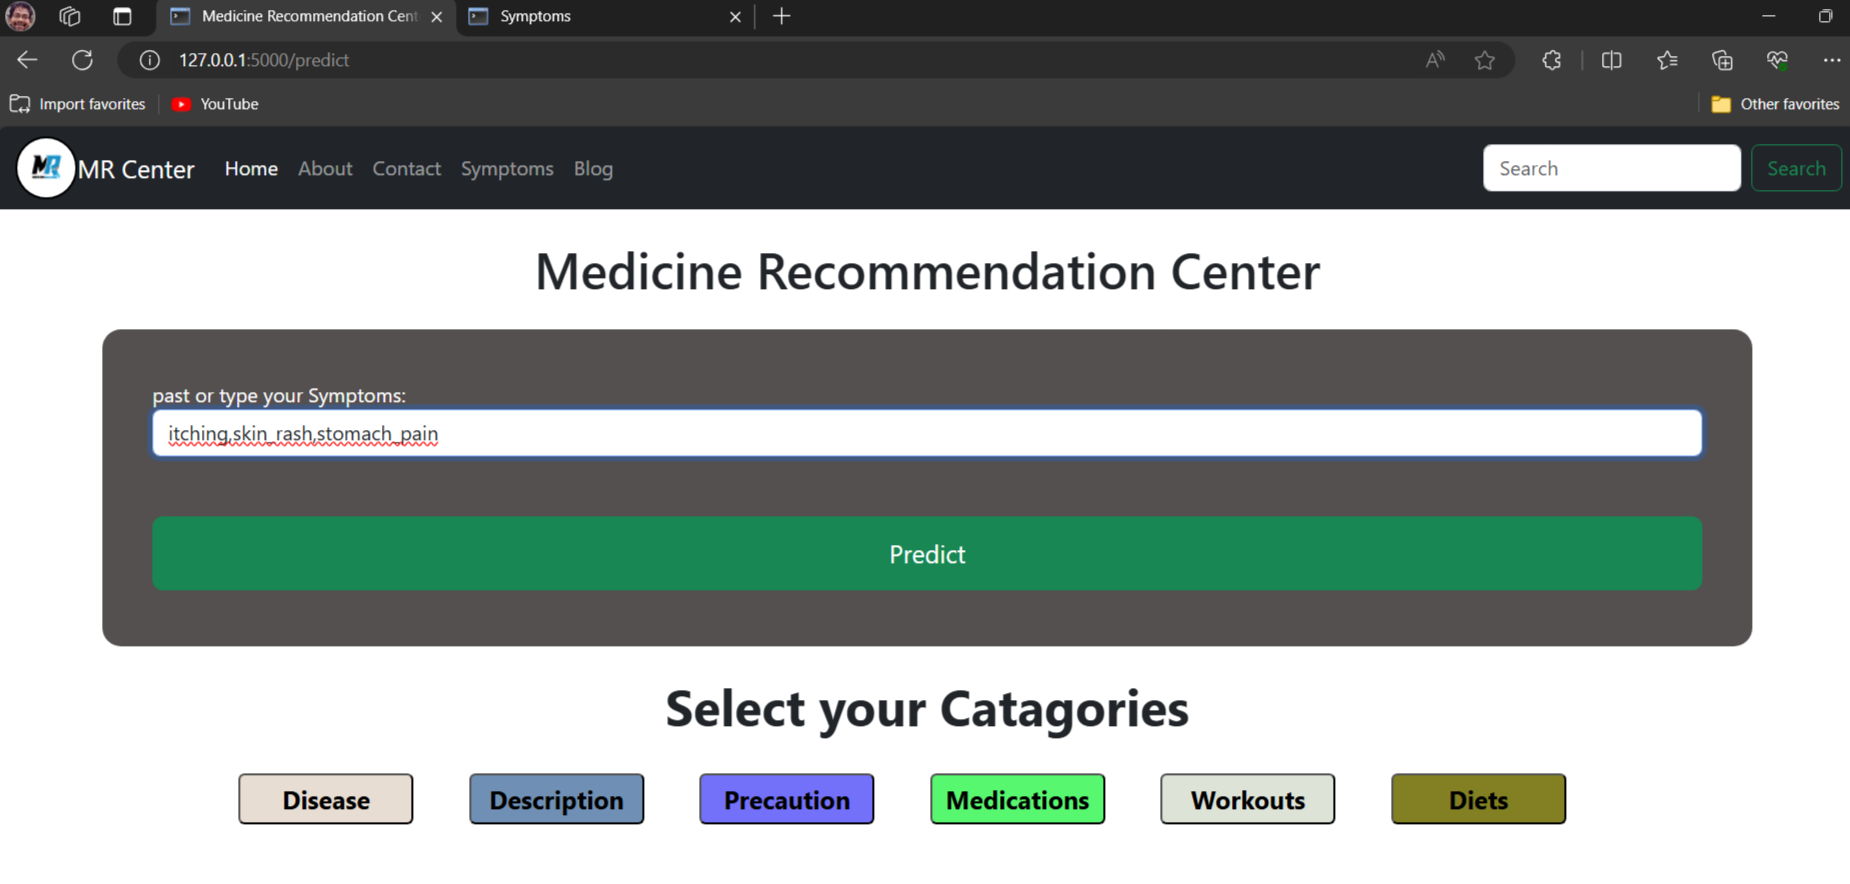 Medicine Recommendation Cent
Symptoms
127.0.0.1:5000/predict
Import favorites
YouTube
Other favorites
MR
MR Center
Home
About
Contact
Symptoms
Blog
Search
Search
Medicine Recommendation Center
past or type your Symptoms:
itching,skin_rash,stomach_pain
Predict
Select your Catagories
Disease
Description
Precaution
Medications
Workouts
Diets